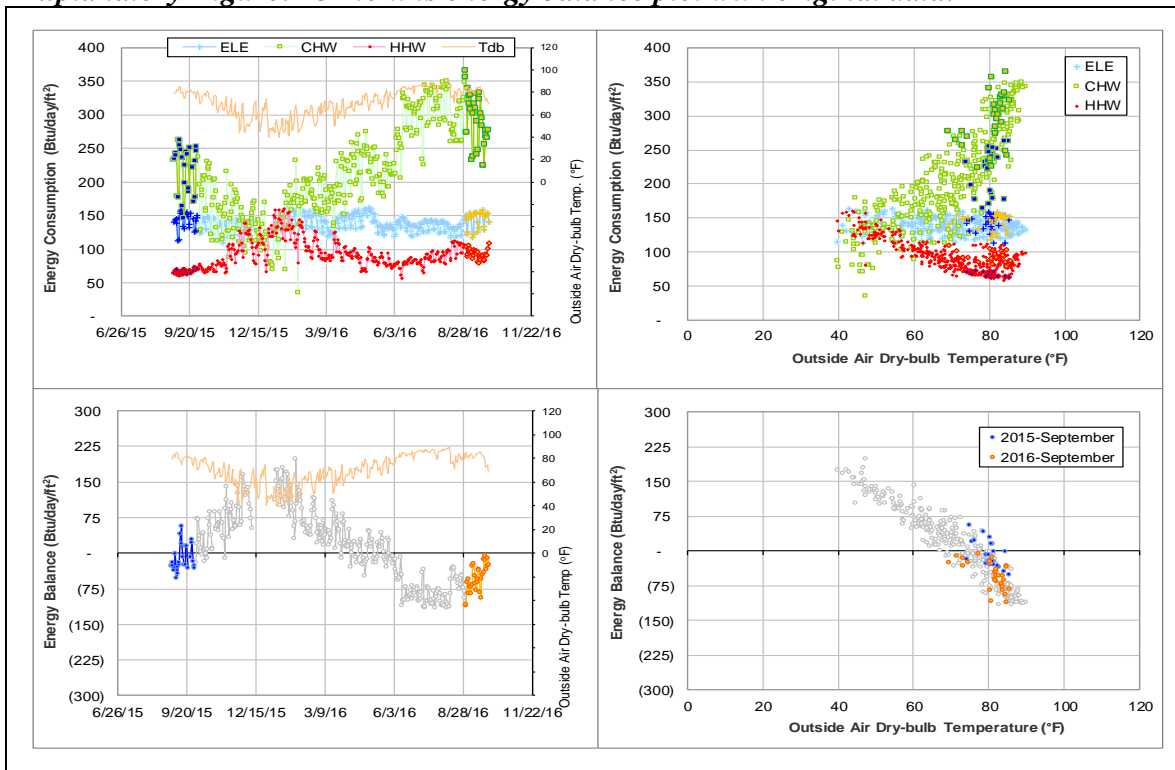 ELE CHW HHW Tdb
400
350
300
250
200
150
100
50
-
Energy Consumption (Btu/day/ft²)
120
100
80
60
40
20
0
Outside Air Dry-bulb Temp. (°F)
6/26/15 9/20/15 12/15/15 3/9/16 6/3/16 8/28/16 11/22/16
ELE
CHW
HHW
400
350
300
250
200
150
100
50
-
Energy Consumption (Btu/day/ft²)
0 20 40 60 80 100 120
Outside Air Dry-bulb Temperature (°F)
300
225
150
75
-
(75)
(150)
(225)
(300)
Energy Balance (Btu/day/ft²)
120
100
80
60
40
20
0
Outside Air Dry-bulb Temp (°F)
6/26/15 9/20/15 12/15/15 3/9/16 6/3/16 8/28/16 11/22/16
2015-September
2016-September
300
225
150
75
-
(75)
(150)
(225)
(300)
Energy Balance (Btu/day/ft²)
0 20 40 60 80 100 120
Outside Air Dry-bulb Temperature (°F)